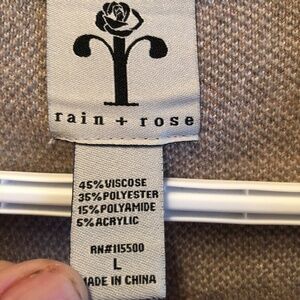 rain + rose
45% VISCOSE
35% POLYESTER
15% POLYAMIDE
5% ACRYLIC
RN#115500
L
MADE IN CHINA